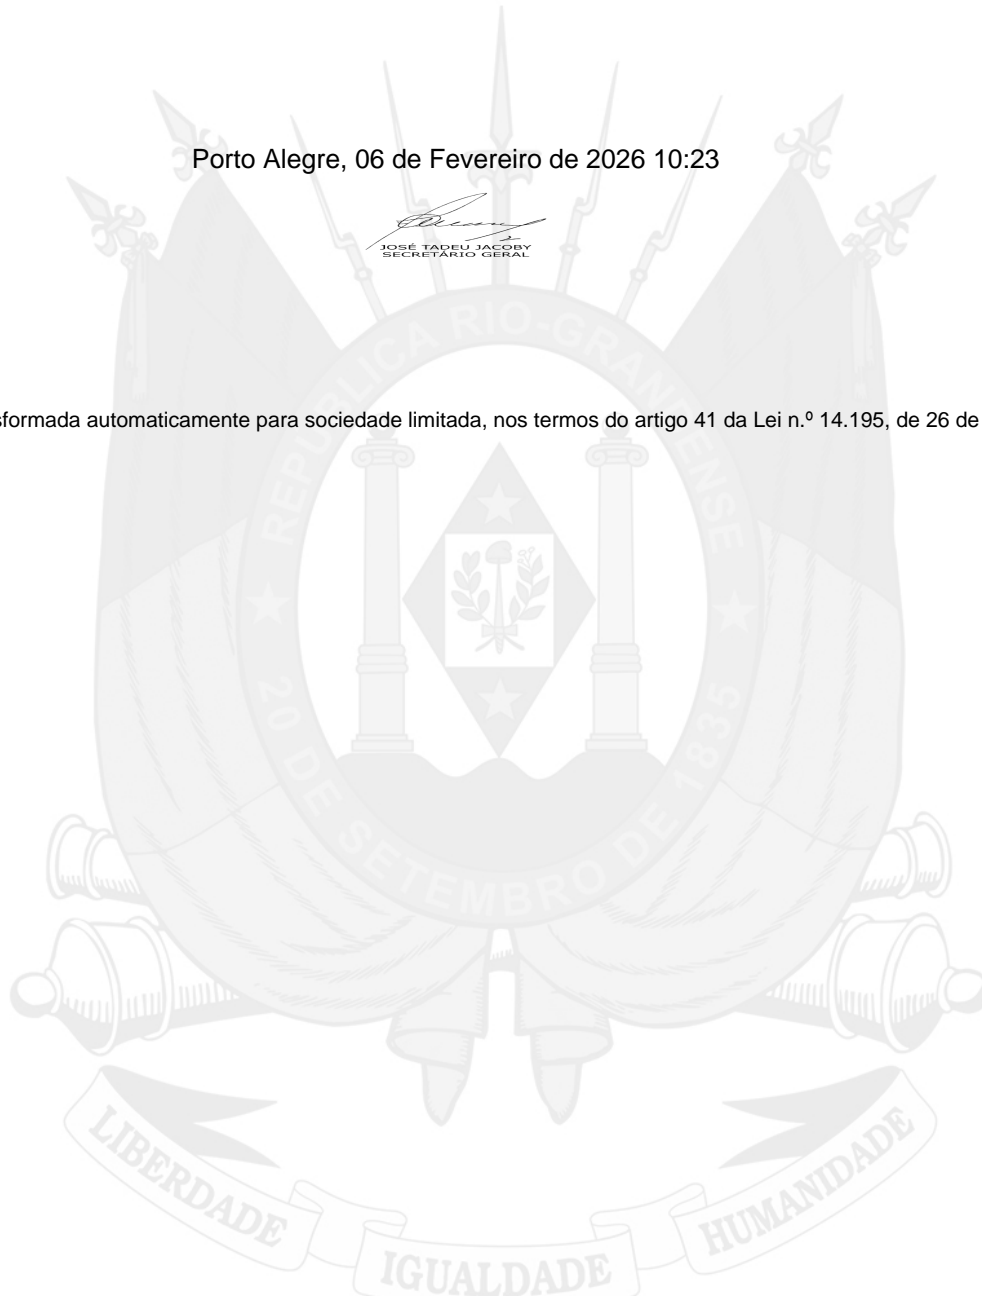 Porto Alegre, 06 de Fevereiro de 2026 10:23
JOSÉ TADEU JACOBY
SECRETÁRIO GERAL
sformada automaticamente para sociedade limitada, nos termos do artigo 41 da Lei n.º 14.195, de 26 de
REPUBLICA RIO-GRANDENSE
20 DE SETEMBRO DE 1835
LIBERDADE
IGUALDADE
HUMANIDADE